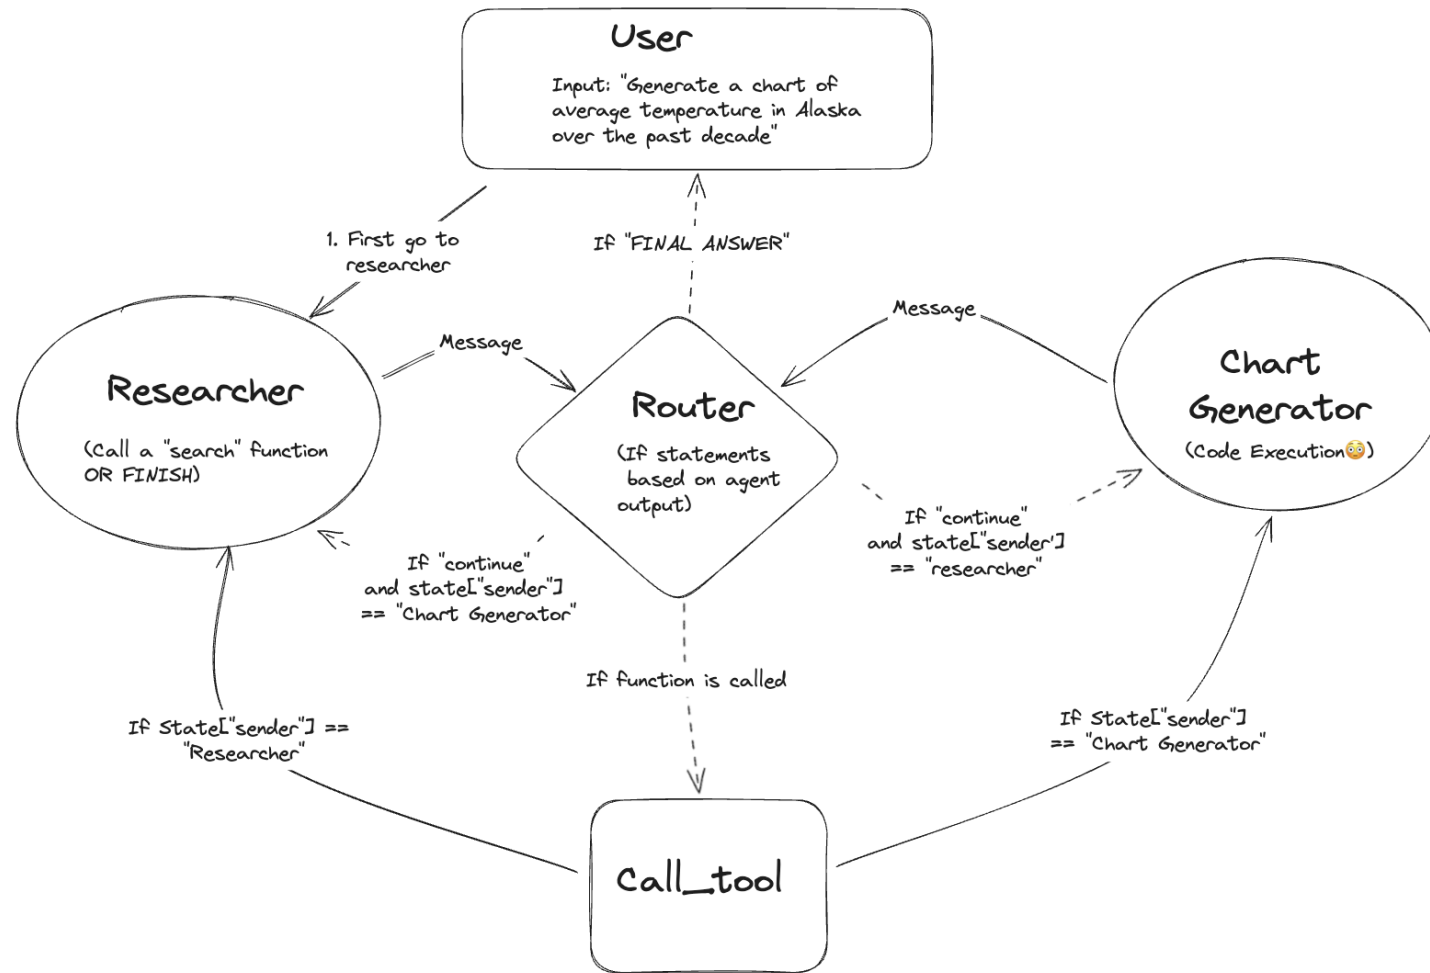 User
Input: "Generate a chart of
average temperature in Alaska
over the past decade"
1. First go to
researcher
If "FINAL ANSWER"
Message
Message
Researcher
(Call a "search" function
OR FINISH)
Router
(If statements
based on agent
output)
Chart
Generator
(Code Execution😳)
If "continue"
and state["sender"]
== "Chart Generator"
If "continue"
and state["sender']
== "researcher"
If function is called
If State["sender"] ==
"Researcher"
If State["sender"]
== "Chart Generator"
Call_tool